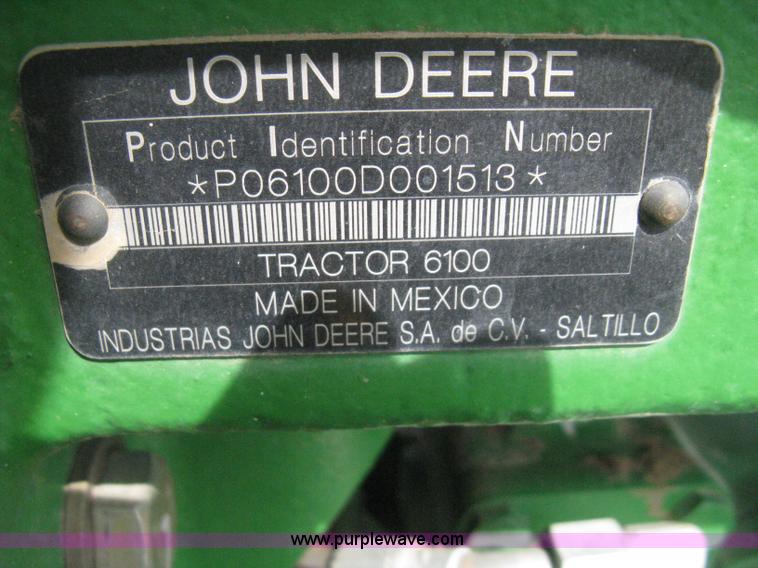 JOHN DEERE
Product Identification Number
*P06100D001513*
TRACTOR 6100
MADE IN MEXICO
INDUSTRIAS JOHN DEERE S.A. de C.V. - SALTILLO
www.purplewave.com